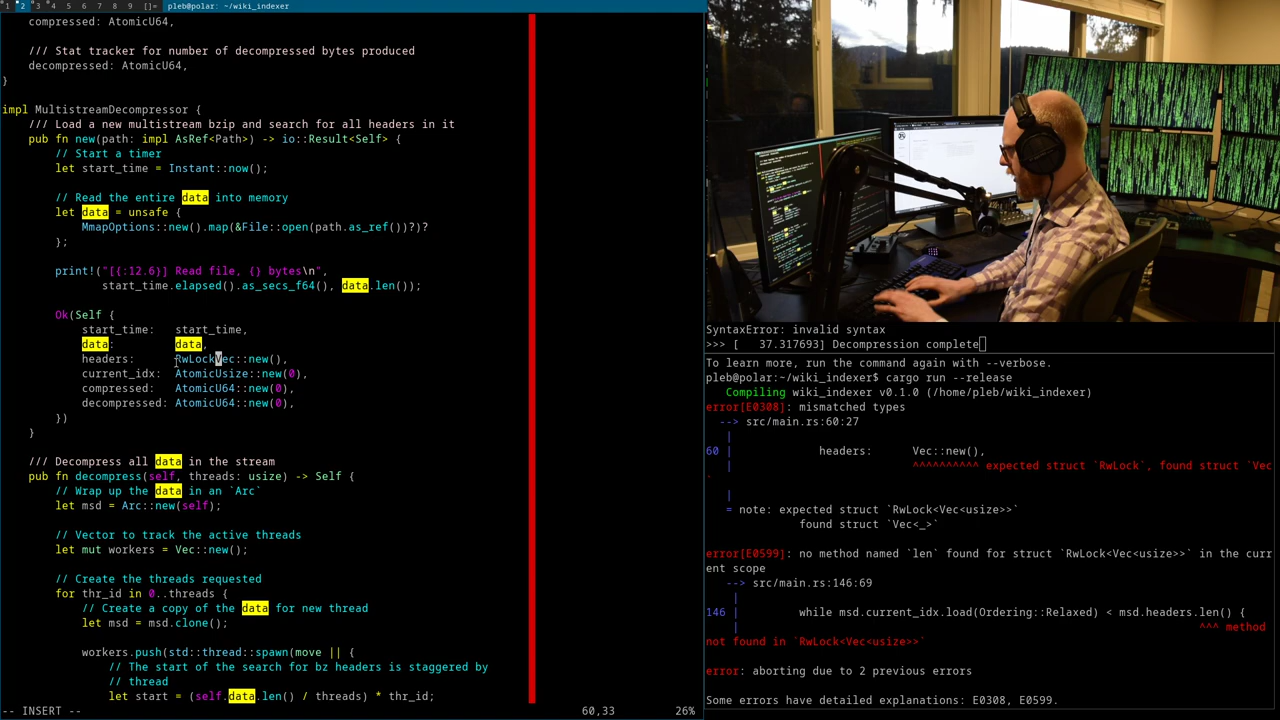 1 2 3 4 5 6 7 8 9 []= pleb@polar: ~/wiki_indexer
compressed: AtomicU64,
/// Stat tracker for number of decompressed bytes produced
decompressed: AtomicU64,
}
impl MultistreamDecompressor {
/// Load a new multistream bzip and search for all headers in it
pub fn new(path: impl AsRef<Path>) -> io::Result<Self> {
// Start a timer
let start_time = Instant::now();
// Read the entire data into memory
let data = unsafe {
MmapOptions::new().map(&File::open(path.as_ref())?)?
};
print!("[{:12.6}] Read file, {} bytes\n",
start_time.elapsed().as_secs_f64(), data.len());
Ok(Self {
start_time: start_time,
data: data,
headers: RwLockVec::new(),
current_idx: AtomicUsize::new(0),
compressed: AtomicU64::new(0),
decompressed: AtomicU64::new(0),
})
}
/// Decompress all data in the stream
pub fn decompress(self, threads: usize) -> Self {
// Wrap up the data in an `Arc`
let msd = Arc::new(self);
// Vector to track the active threads
let mut workers = Vec::new();
// Create the threads requested
for thr_id in 0..threads {
// Create a copy of the data for new thread
let msd = msd.clone();
workers.push(std::thread::spawn(move || {
// The start of the search for bz headers is staggered by
// thread
let start = (self.data.len() / threads) * thr_id;
-- INSERT -- 60,33 26%
SyntaxError: invalid syntax
>>> [ 37.317693] Decompression complete
To learn more, run the command again with --verbose.
pleb@polar:~/wiki_indexer$ cargo run --release
Compiling wiki_indexer v0.1.0 (/home/pleb/wiki_indexer)
error[E0308]: mismatched types
--> src/main.rs:60:27
|
60 | headers: Vec::new(),
| ^^^^^^^^^^ expected struct `RwLock`, found struct `Vec
`
|
= note: expected struct `RwLock<Vec<usize>>`
found struct `Vec<_>`
error[E0599]: no method named `len` found for struct `RwLock<Vec<usize>>` in the curr
ent scope
--> src/main.rs:146:69
|
146 | while msd.current_idx.load(Ordering::Relaxed) < msd.headers.len() {
| ^^^ method
not found in `RwLock<Vec<usize>>`
error: aborting due to 2 previous errors
Some errors have detailed explanations: E0308, E0599.